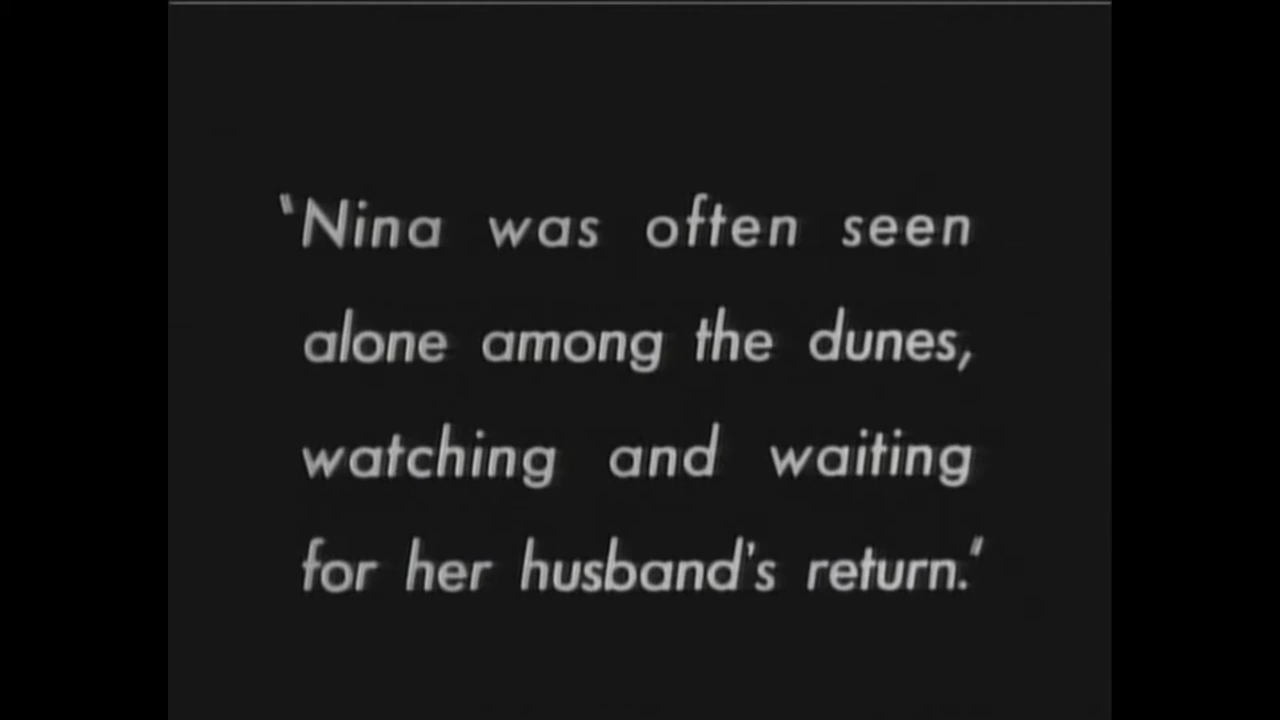 "Nina was often seen
alone among the dunes,
watching and waiting
for her husband's return."